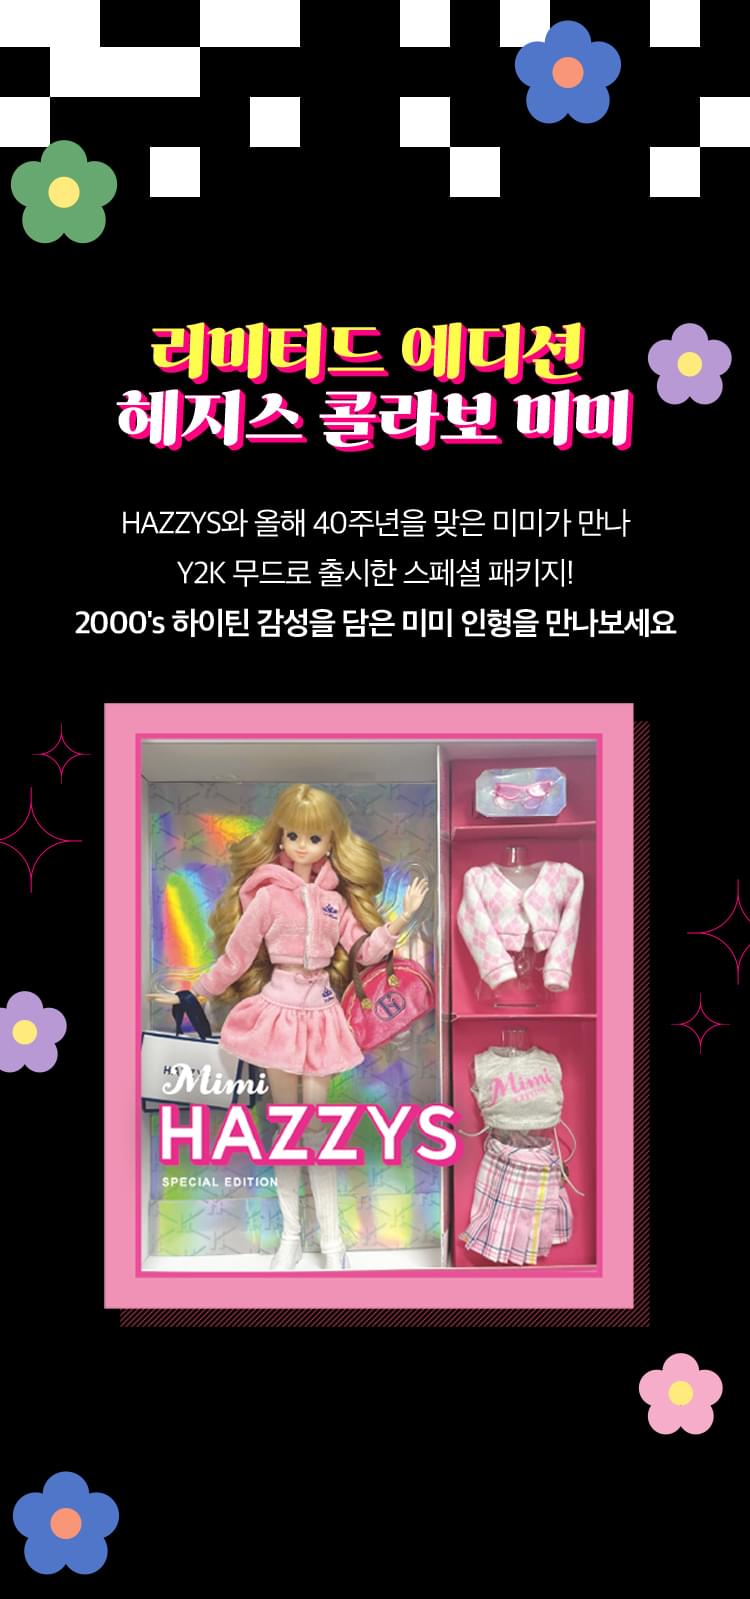 리미티드 에디션
헤지스 콜라보 미미
HAZZYS와 올해 40주년을 맞은 미미가 만나
Y2K 무드로 출시한 스페셜 패키지!
2000's 하이틴 감성을 담은 미미 인형을 만나보세요
Mimi
Mimi
HAZZYS
SPECIAL EDITION